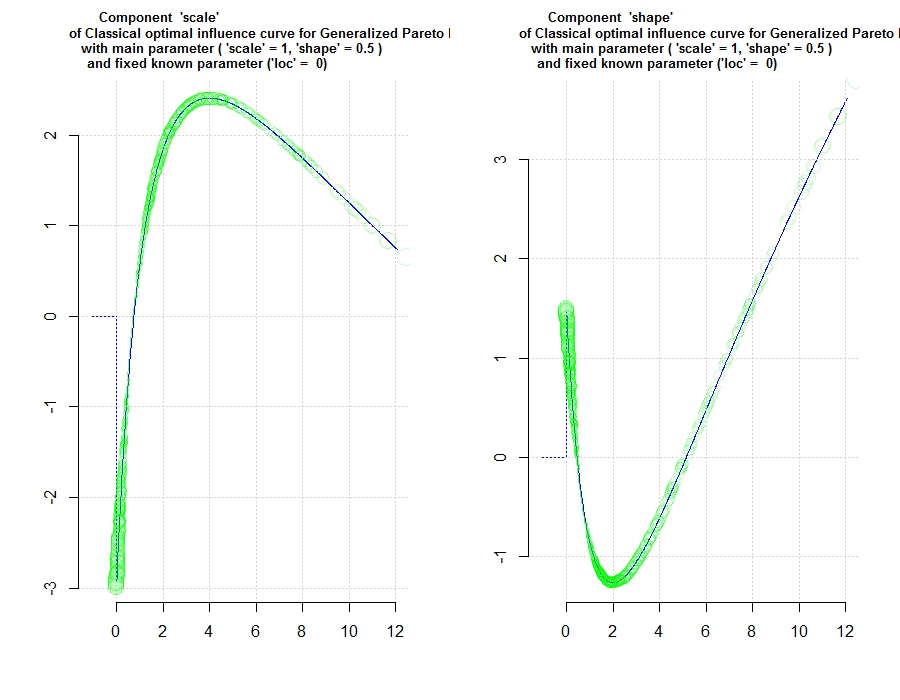 Component 'scale'
of Classical optimal influence curve for Generalized Pareto
with main parameter ( 'scale' = 1, 'shape' = 0.5 )
and fixed known parameter ('loc' = 0)
2
1
0
-1
-2
-3
0 2 4 6 8 10 12
Component 'shape'
of Classical optimal influence curve for Generalized Pareto
with main parameter ( 'scale' = 1, 'shape' = 0.5 )
and fixed known parameter ('loc' = 0)
3
2
1
0
-1
0 2 4 6 8 10 12